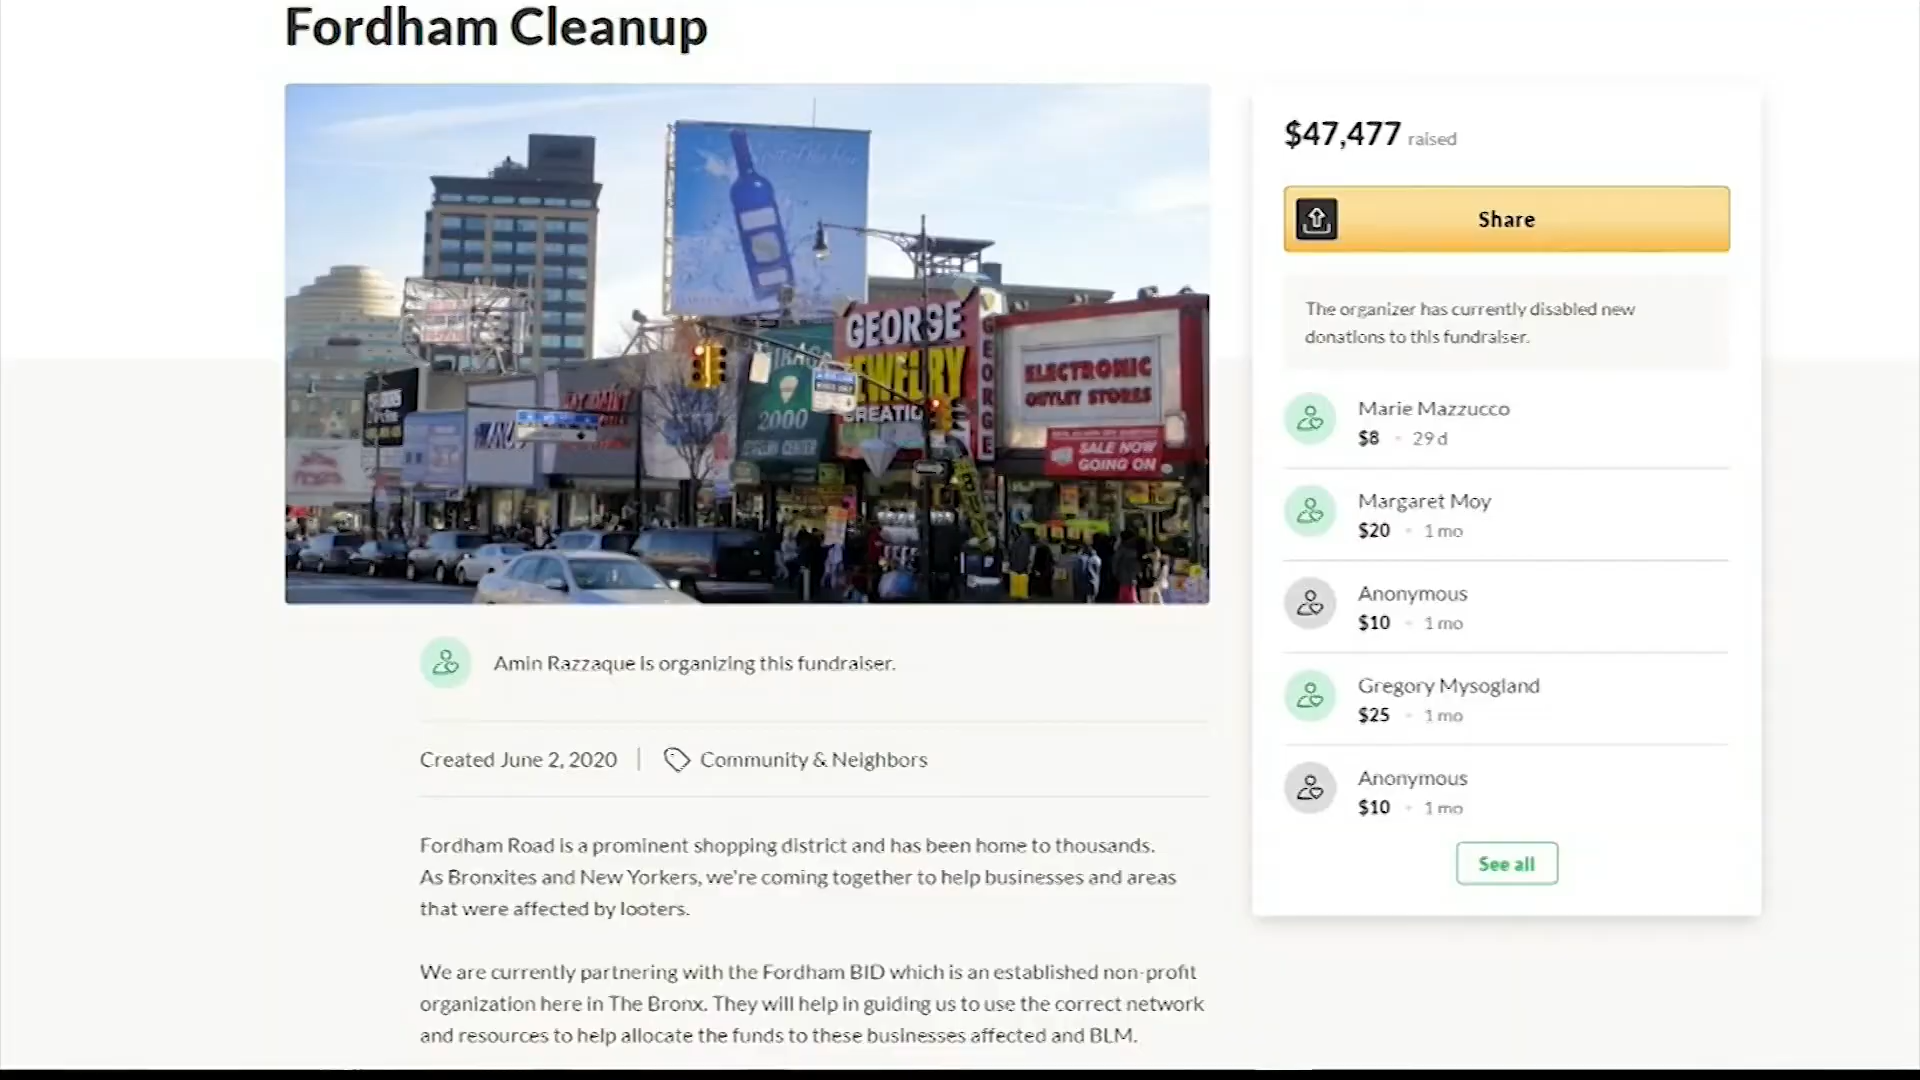 Fordham Cleanup
GEORGE
JEWELRY
CREATIO
GEORGE
2000
JEWELRY CENTER
ELECTRONIC
OUTLET STORES
SALE NOW
GOING ON
$47,477 raised
Share
The organizer has currently disabled new
donations to this fundraiser.
Marie Mazzucco
$8 • 29 d
Margaret Moy
$20 • 1 mo
Anonymous
$10 • 1 mo
Gregory Mysogland
$25 • 1 mo
Anonymous
$10 • 1 mo
See all
Amin Razzaque is organizing this fundraiser.
Created June 2, 2020 | Community & Neighbors
Fordham Road is a prominent shopping district and has been home to thousands.
As Bronxites and New Yorkers, we're coming together to help businesses and areas
that were affected by looters.
We are currently partnering with the Fordham BID which is an established non-profit
organization here in The Bronx. They will help in guiding us to use the correct network
and resources to help allocate the funds to these businesses affected and BLM.